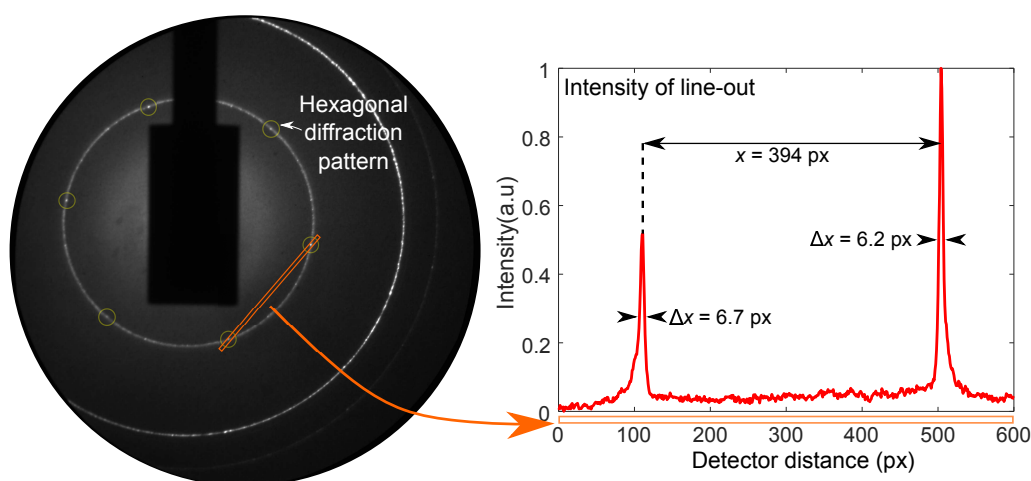 Hexagonal
diffraction
pattern
Intensity of line-out
x = 394 px
Δx = 6.2 px
Δx = 6.7 px
Intensity(a.u)
1
0.8
0.6
0.4
0.2
0
0 100 200 300 400 500 600
Detector distance (px)